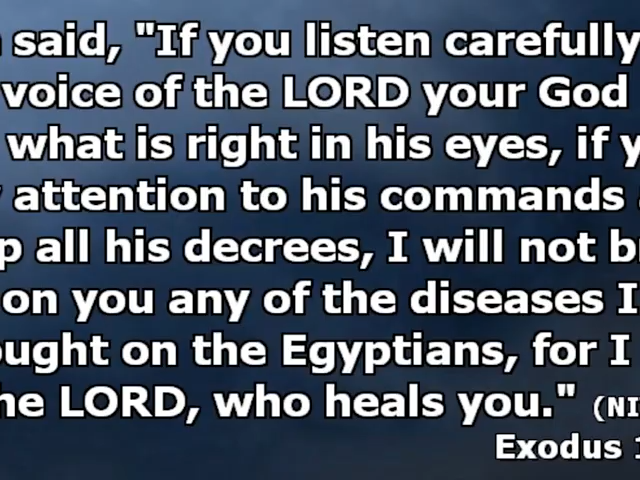 said, "If you listen carefully
voice of the LORD your God
what is right in his eyes, if y
attention to his commands
p all his decrees, I will not b
on you any of the diseases I
ought on the Egyptians, for I
he LORD, who heals you." (NI
Exodus 1